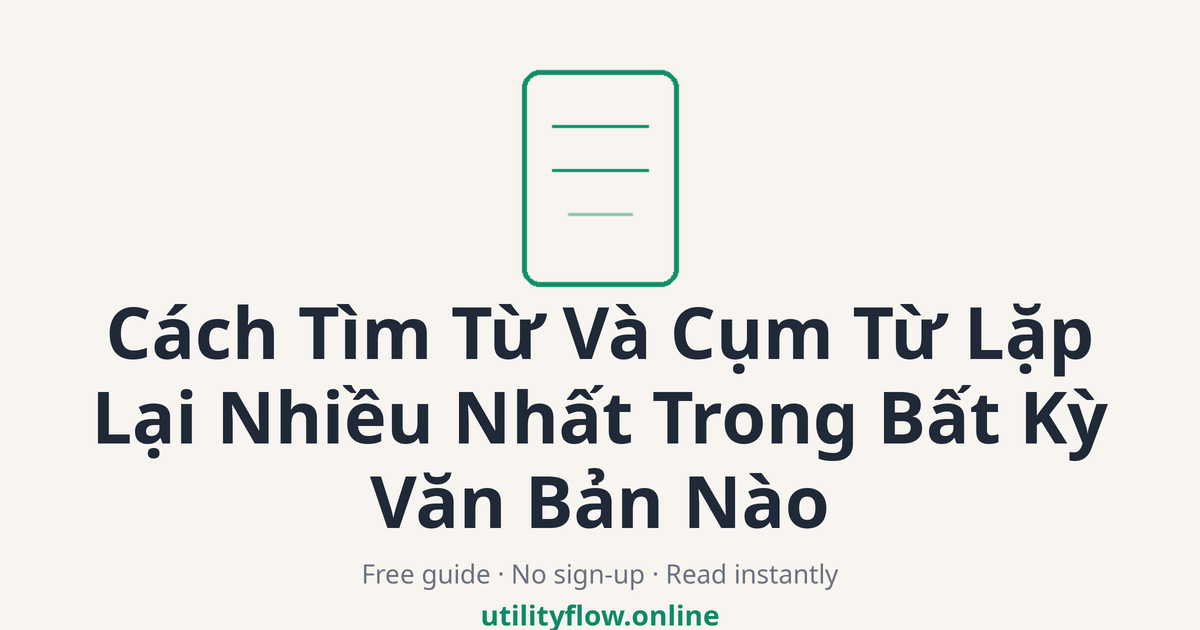 Cách Tìm Từ Và Cụm Từ Lặp
Lại Nhiều Nhất Trong Bất Kỳ
Văn Bản Nào
Free guide · No sign-up · Read instantly
utilityflow.online